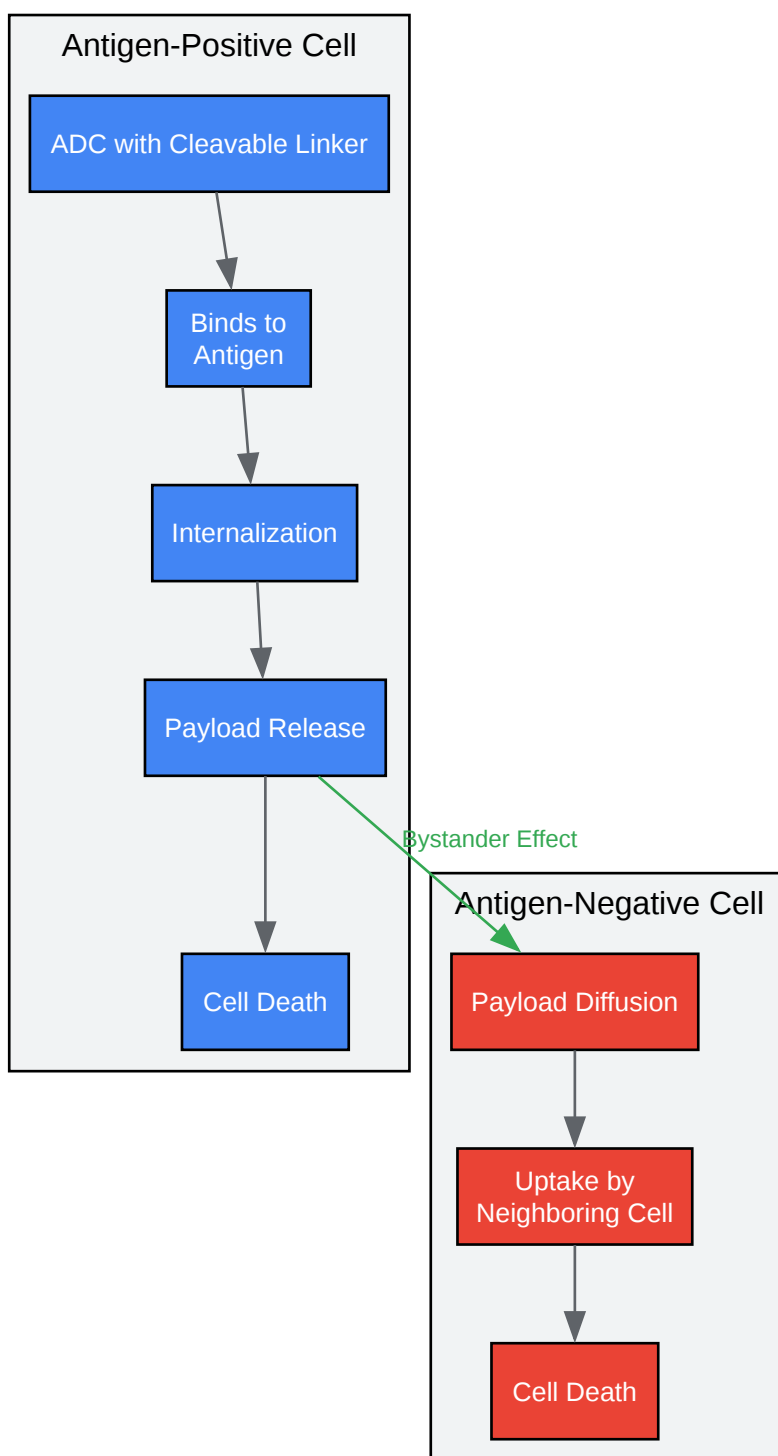 Antigen-Positive Cell
ADC with Cleavable Linker
Binds to
Antigen
Internalization
Payload Release
Cell Death
Bystander Effect
Antigen-Negative Cell
Payload Diffusion
Uptake by
Neighboring Cell
Cell Death